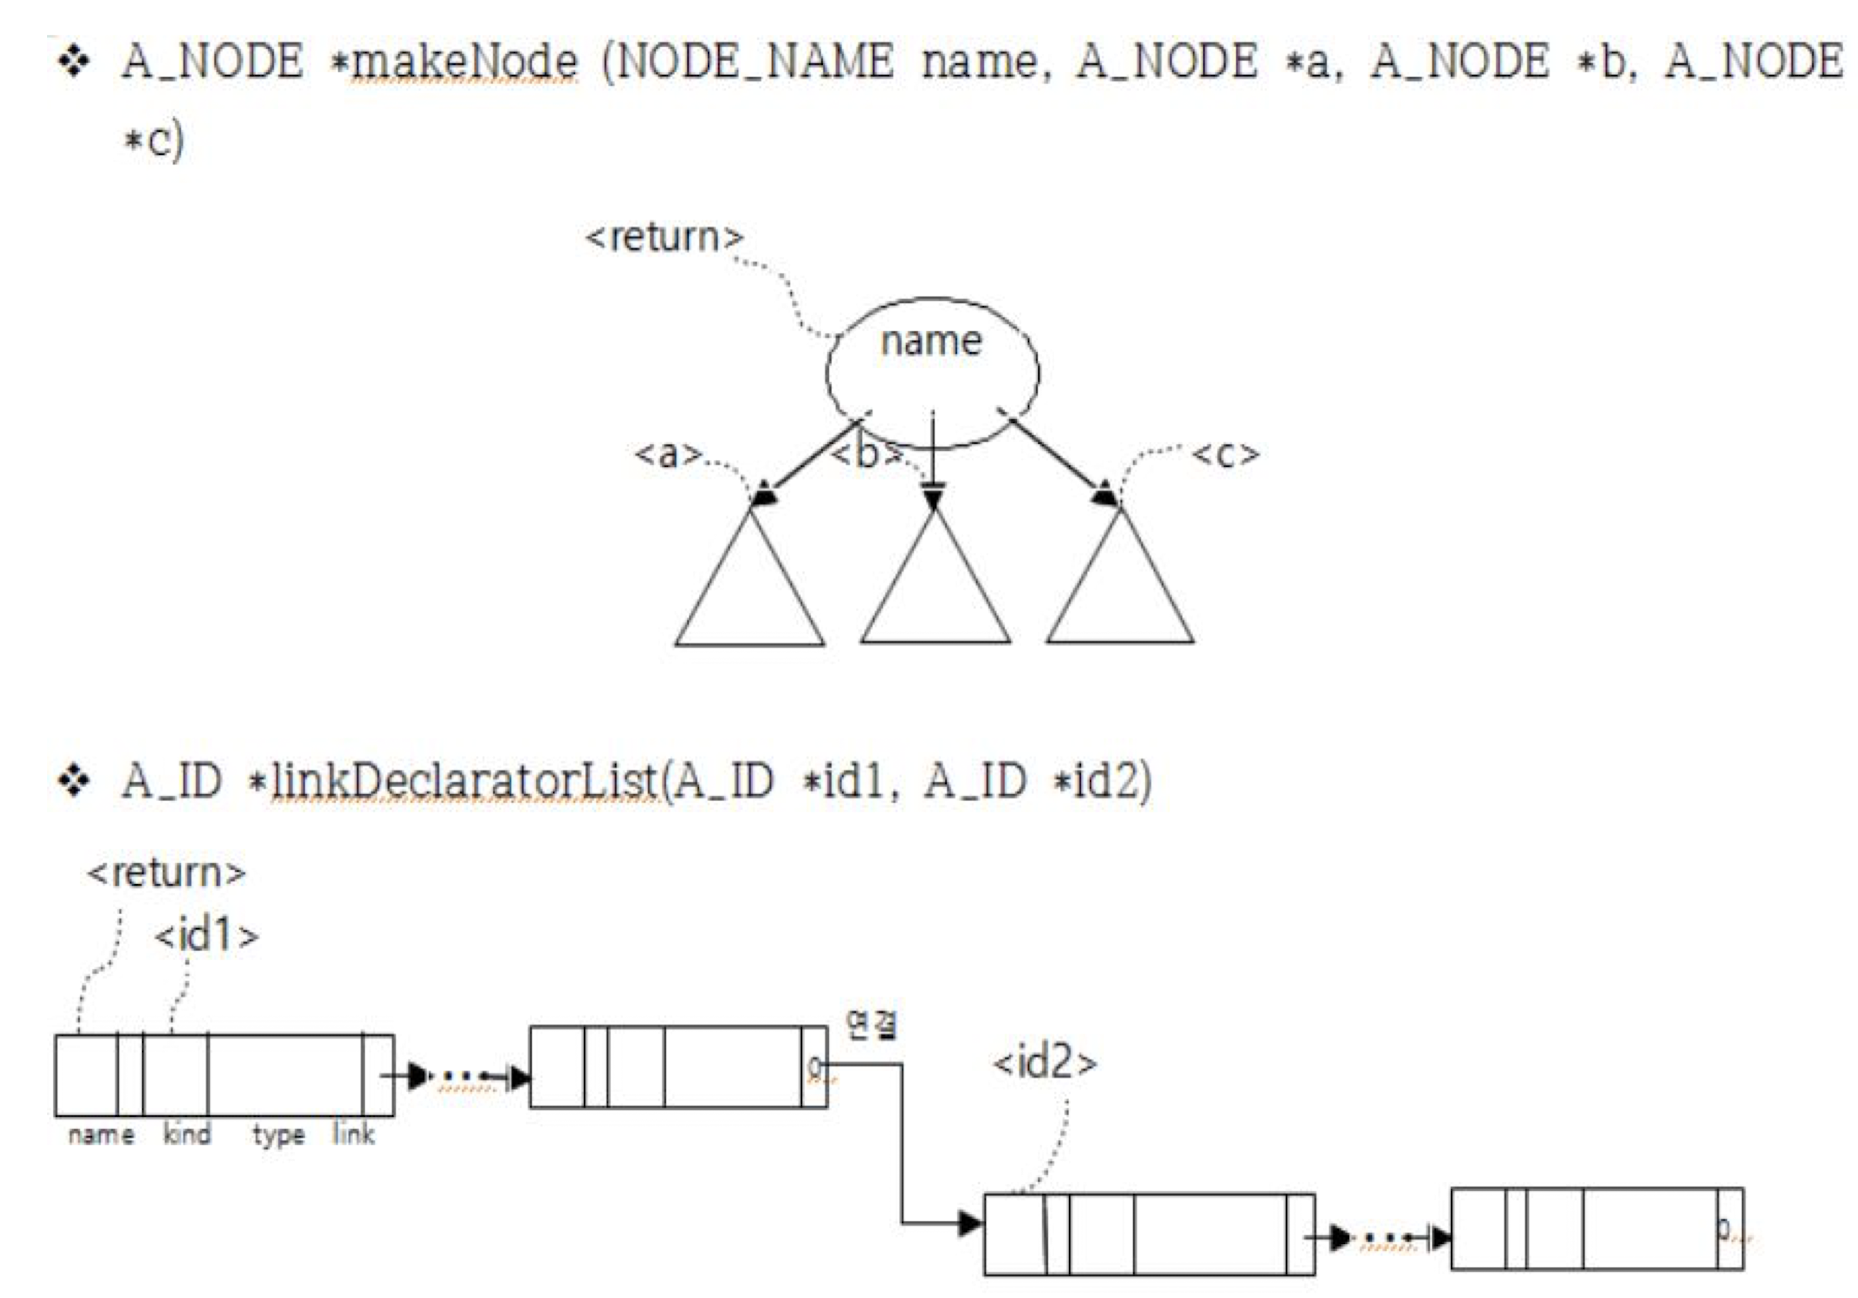 ❖ A_NODE *makeNode (NODE_NAME name, A_NODE *a, A_NODE *b, A_NODE
*c)
<return>
name
<a>
<b>
<c>
❖ A_ID *linkDeclaratorList(A_ID *id1, A_ID *id2)
<return>
<id1>
연결
<id2>
0
name kind type link
0